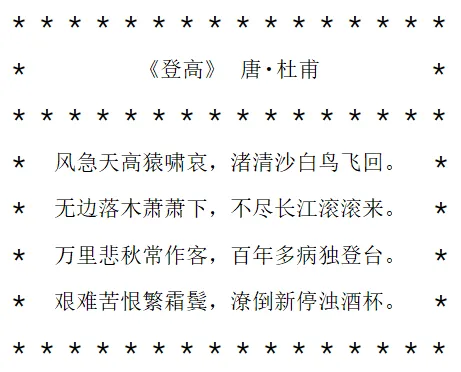 * * * * * * * * * * * * * * * *
* 《登高》 唐·杜甫 *
* * * * * * * * * * * * * * * *
* 风急天高猿啸哀，渚清沙白鸟飞回。 *
* 无边落木萧萧下，不尽长江滚滚来。 *
* 万里悲秋常作客，百年多病独登台。 *
* 艰难苦恨繁霜鬓，潦倒新停浊酒杯。 *
* * * * * * * * * * * * * * * *